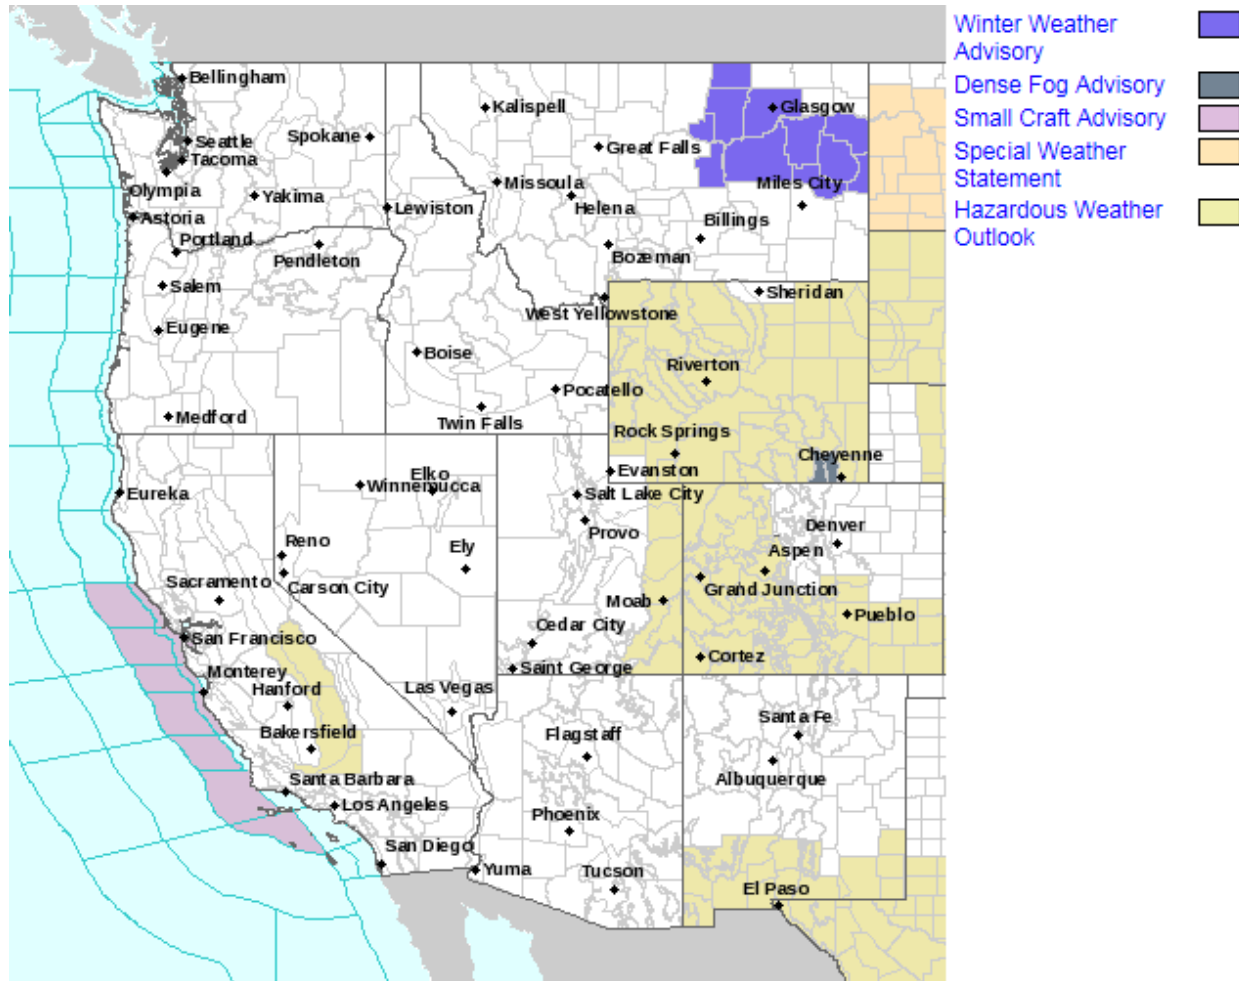 Winter Weather
Advisory
Dense Fog Advisory
Small Craft Advisory
Special Weather
Statement
Hazardous Weather
Outlook
Bellingham
Kalispell
Glasgow
Seattle
Spokane
Great Falls
Tacoma
Olympia
Missoula
Miles City
Yakima
Helena
Lewiston
Astoria
Billings
Portland
Pendleton
Bozeman
Salem
Sheridan
West Yellowstone
Eugene
Boise
Riverton
Pocatello
Medford
Twin Falls
Rock Springs
Cheyenne
Elko
Evanston
Winnemucca
Eureka
Salt Lake City
Provo
Denver
Reno
Ely
Aspen
Sacramento
Carson City
Grand Junction
Moab
Pueblo
Cedar City
San Francisco
Cortez
Monterey
Saint George
Hanford
Las Vegas
Santa Fe
Bakersfield
Flagstaff
Albuquerque
Santa Barbara
Los Angeles
Phoenix
San Diego
Yuma
Tucson
El Paso